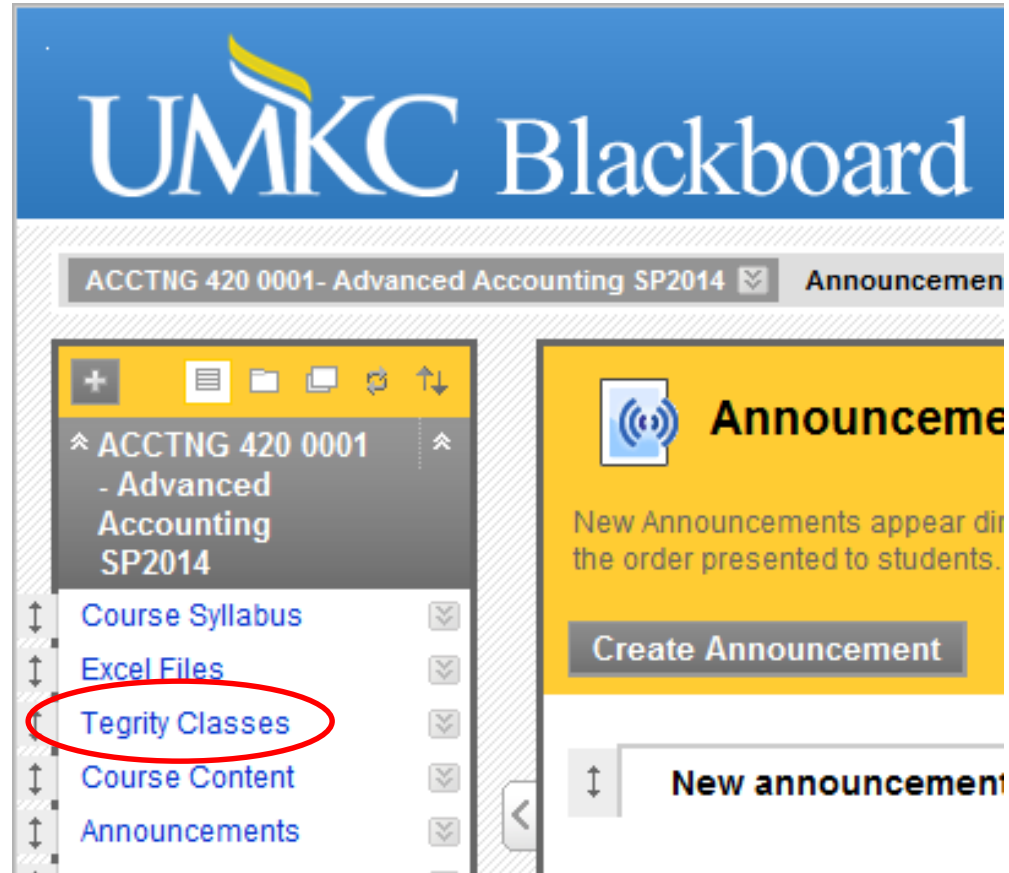 UMKC Blackboard
ACCTNG 420 0001- Advanced Accounting SP2014 Announcemen
ACCTNG 420 0001
- Advanced
Accounting
SP2014
Course Syllabus
Excel Files
Tegrity Classes
Course Content
Announcements
Announceme
New Announcements appear dir
the order presented to students.
Create Announcement
New announcement